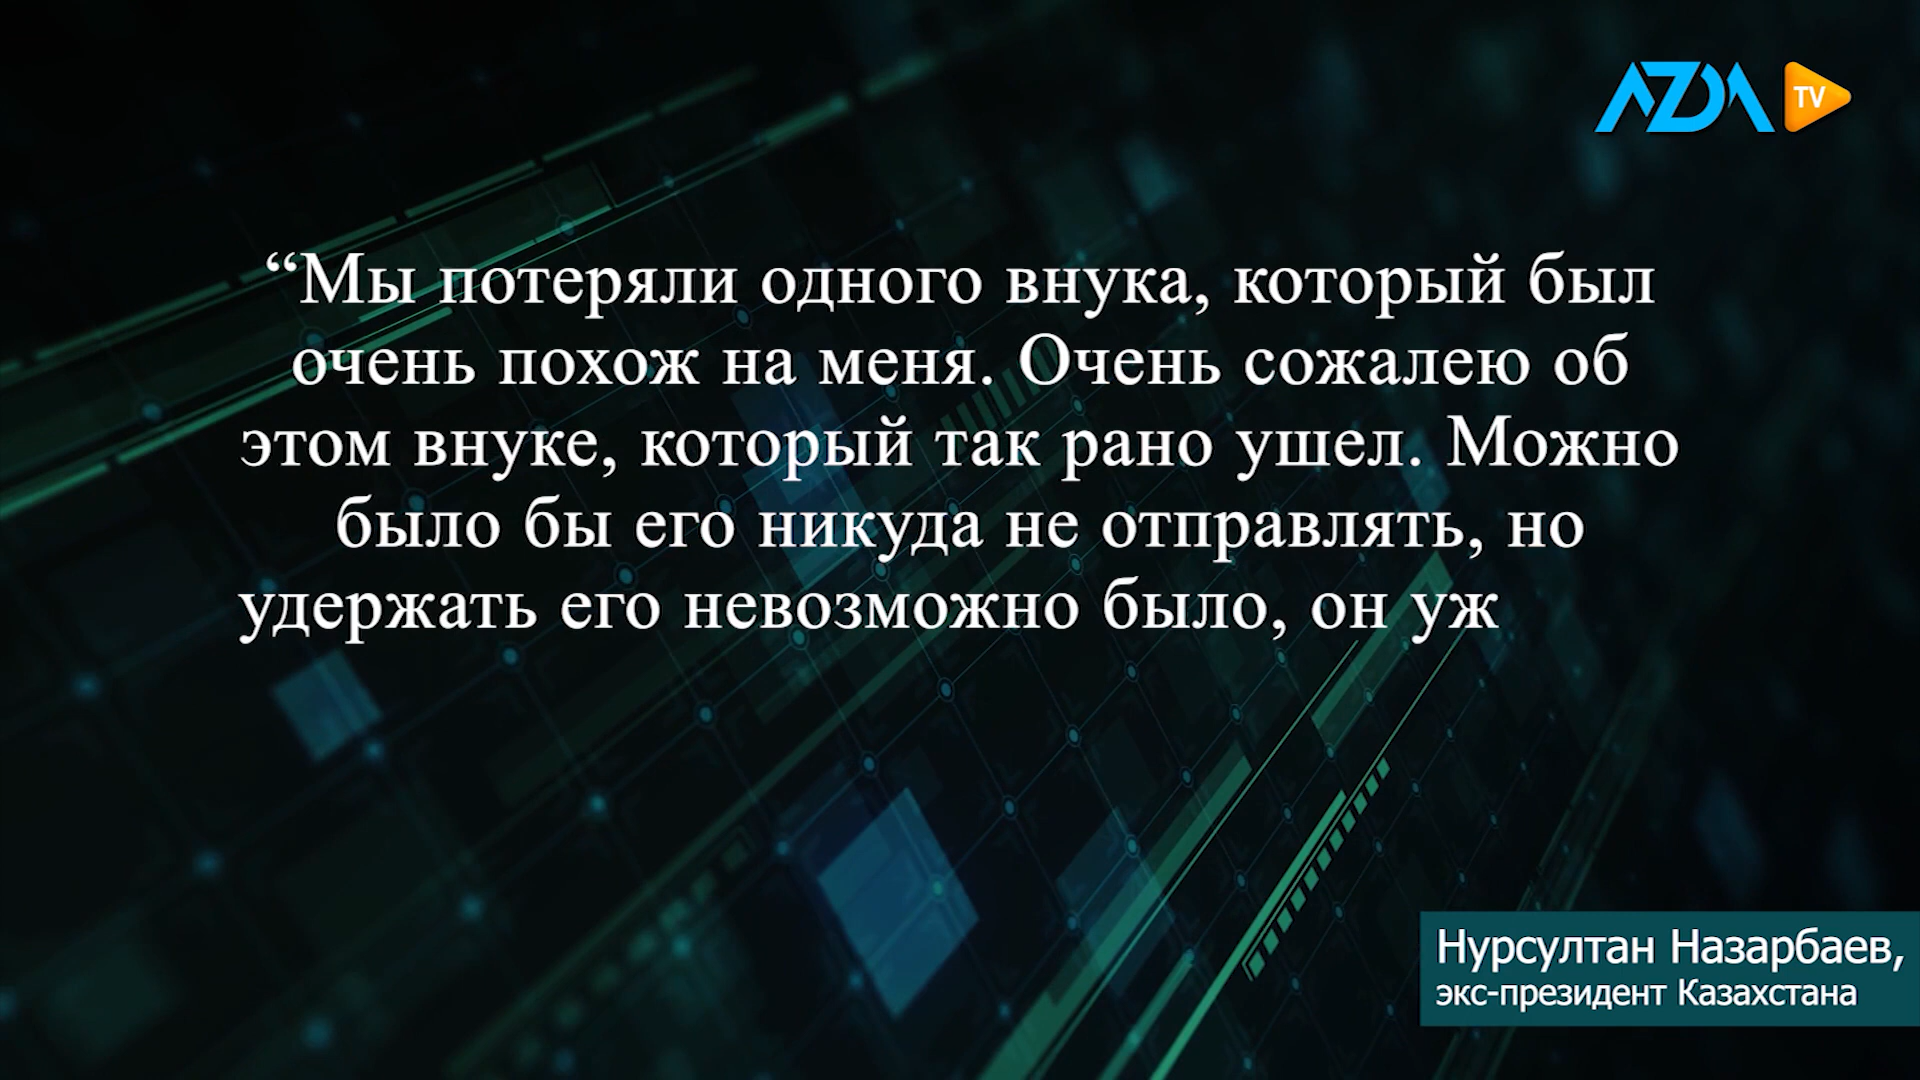 AZDA TV
“Мы потеряли одного внука, который был
очень похож на меня. Очень сожалею об
этом внуке, который так рано ушел. Можно
было бы его никуда не отправлять, но
удержать его невозможно было, он уж
Нурсултан Назарбаев,
экс-президент Казахстана